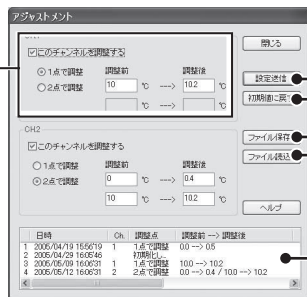 アジャストメント
このチャンネルを調整する
閉じる
1点で調整
調整前
調整後
2点で調整
10 ℃ ---> 10.2 ℃
℃ ---> ℃
設定送信
初期値に戻す
CH2
このチャンネルを調整する
ファイル保存
ファイル読込
1点で調整
調整前
調整後
2点で調整
0 ℃ ---> 0.4 ℃
10 ℃ ---> 10.2 ℃
ヘルプ
日時 Ch. 調整点 調整前 --> 調整後
1 2005/04/19 15:56'19 1 1点で調整 0.0 --> 0.5
2 2005/04/29 16:05'46 初期化し..
3 2005/05/09 16:06'31 1 1点で調整 10.0 --> 10.2
4 2005/05/12 16:06'31 2 2点で調整 0.0 --> 0.4 / 10.0 --> 10.2